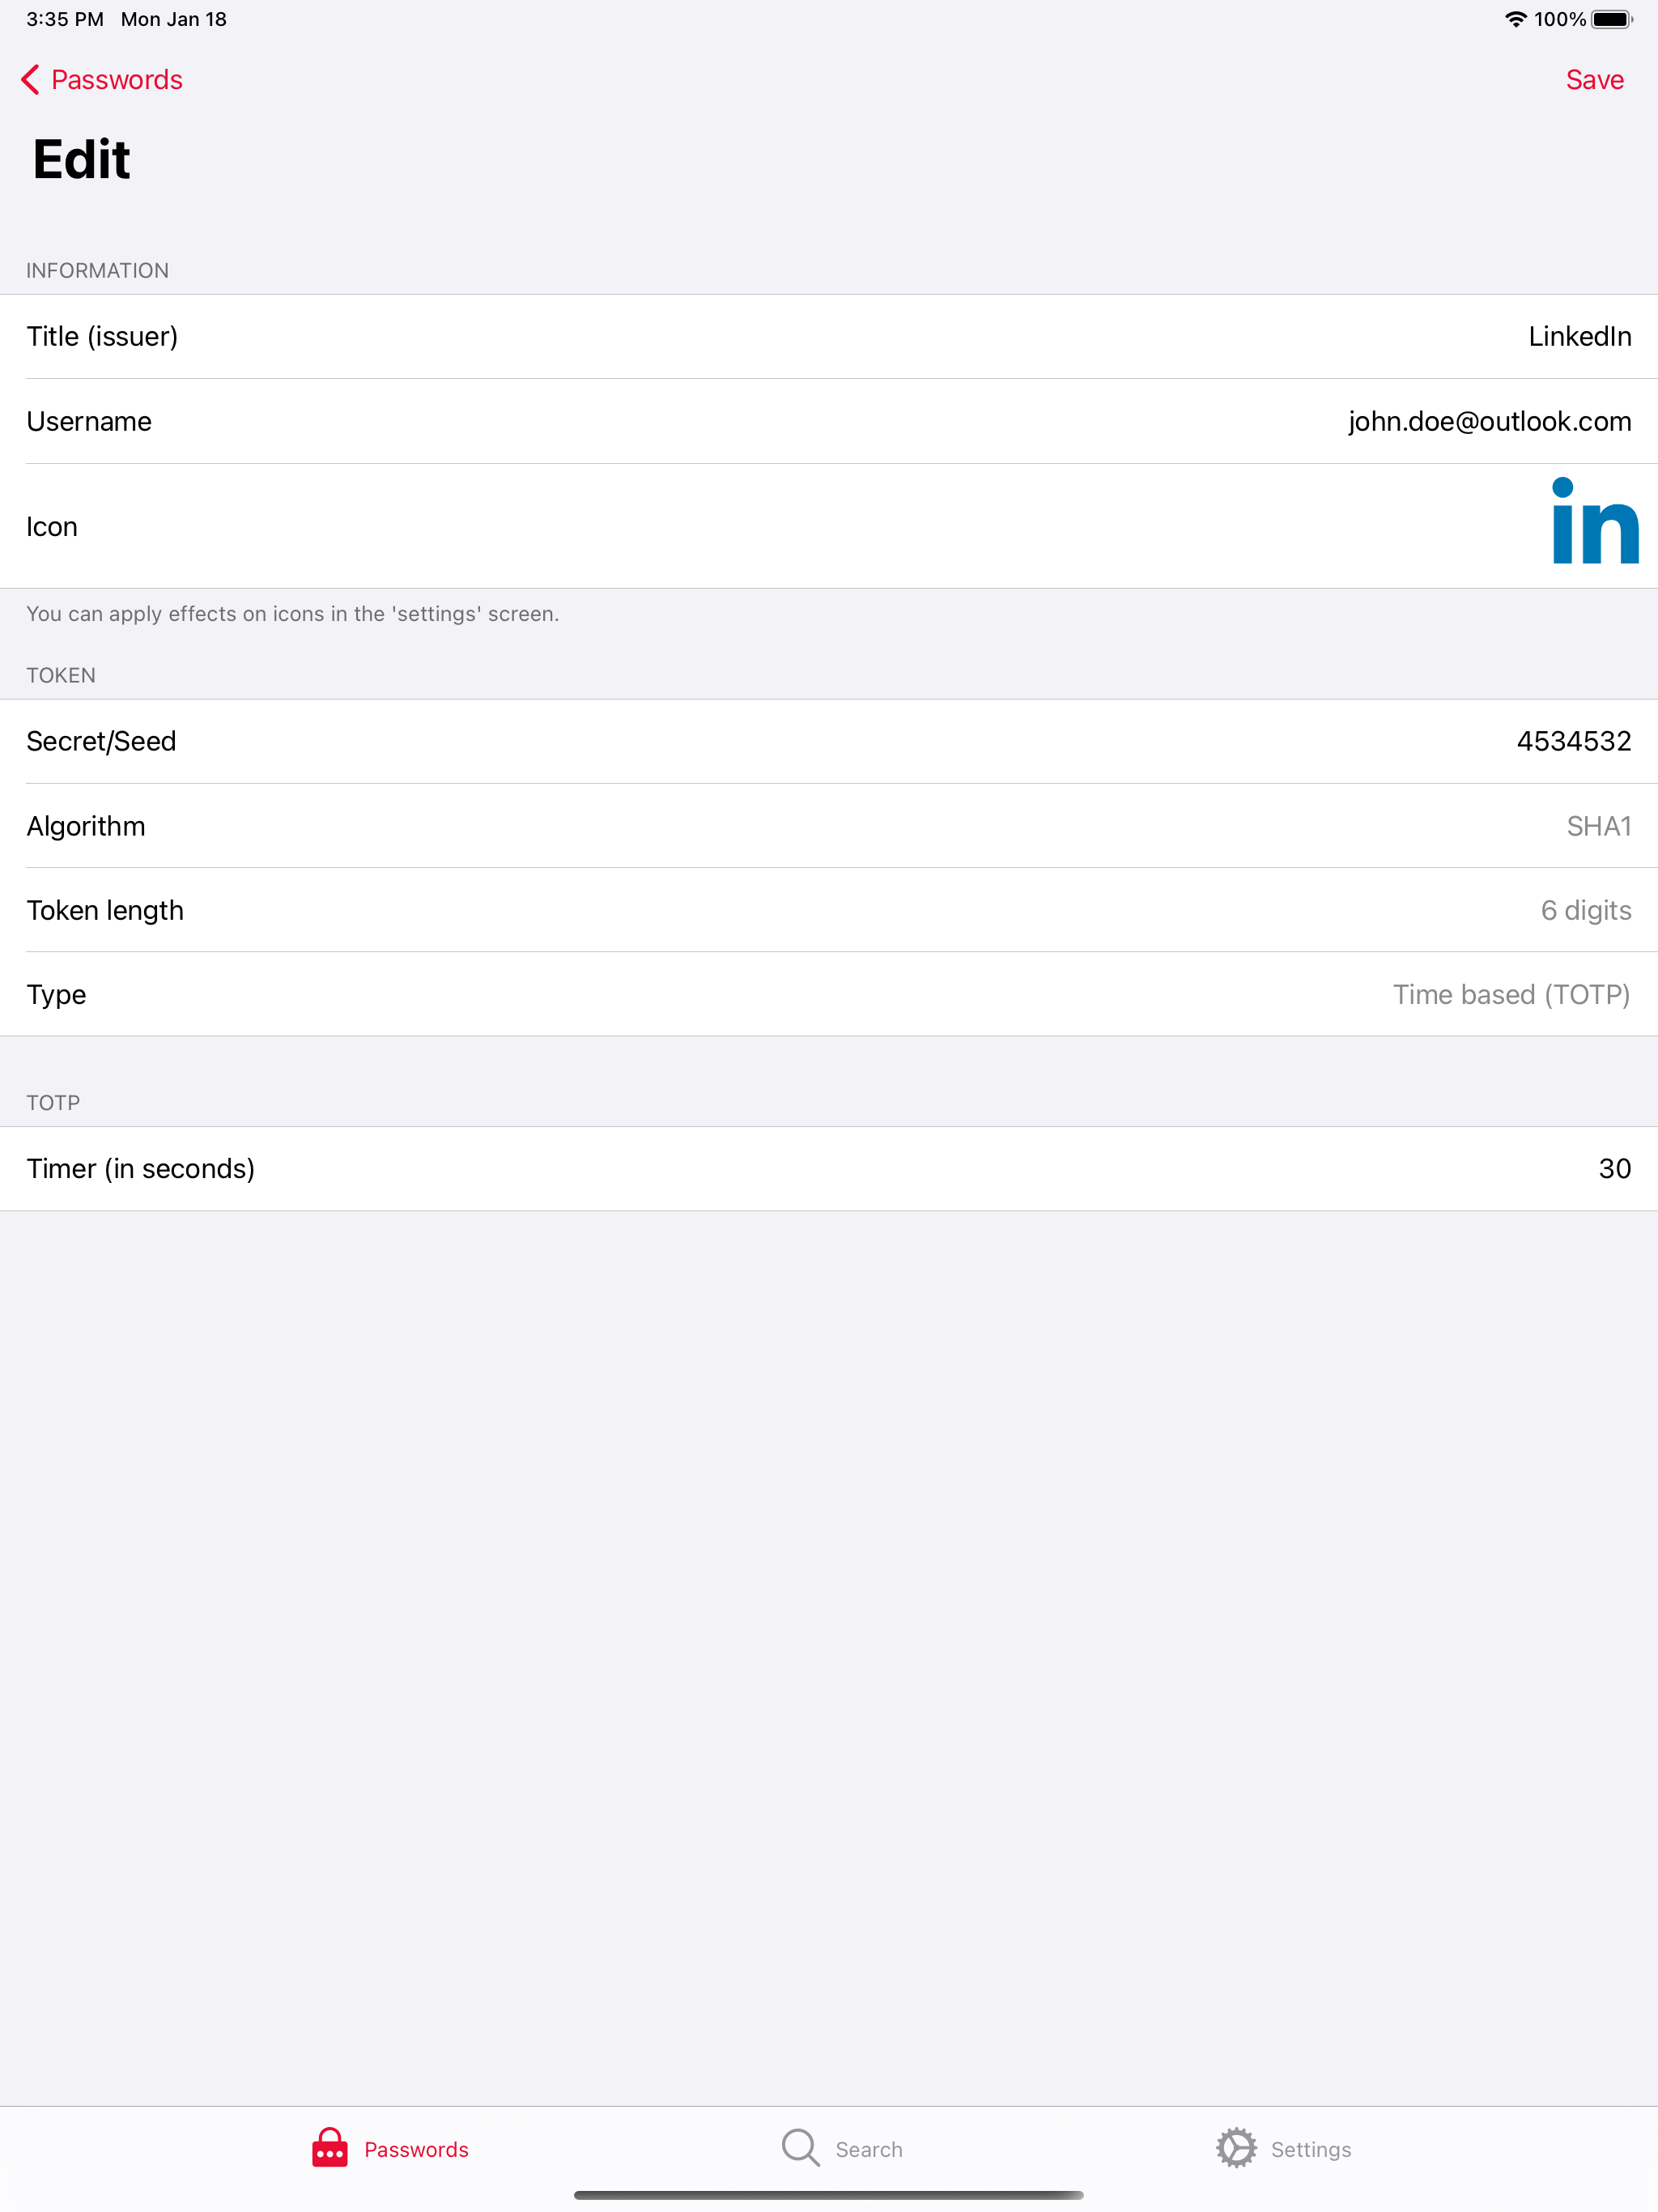 3:35 PM Mon Jan 18 100%
Passwords Save
Edit
INFORMATION
Title (issuer) LinkedIn
Username john.doe@outlook.com
Icon in
You can apply effects on icons in the 'settings' screen.
TOKEN
Secret/Seed 4534532
Algorithm SHA1
Token length 6 digits
Type Time based (TOTP)
TOTP
Timer (in seconds) 30
Passwords Search Settings